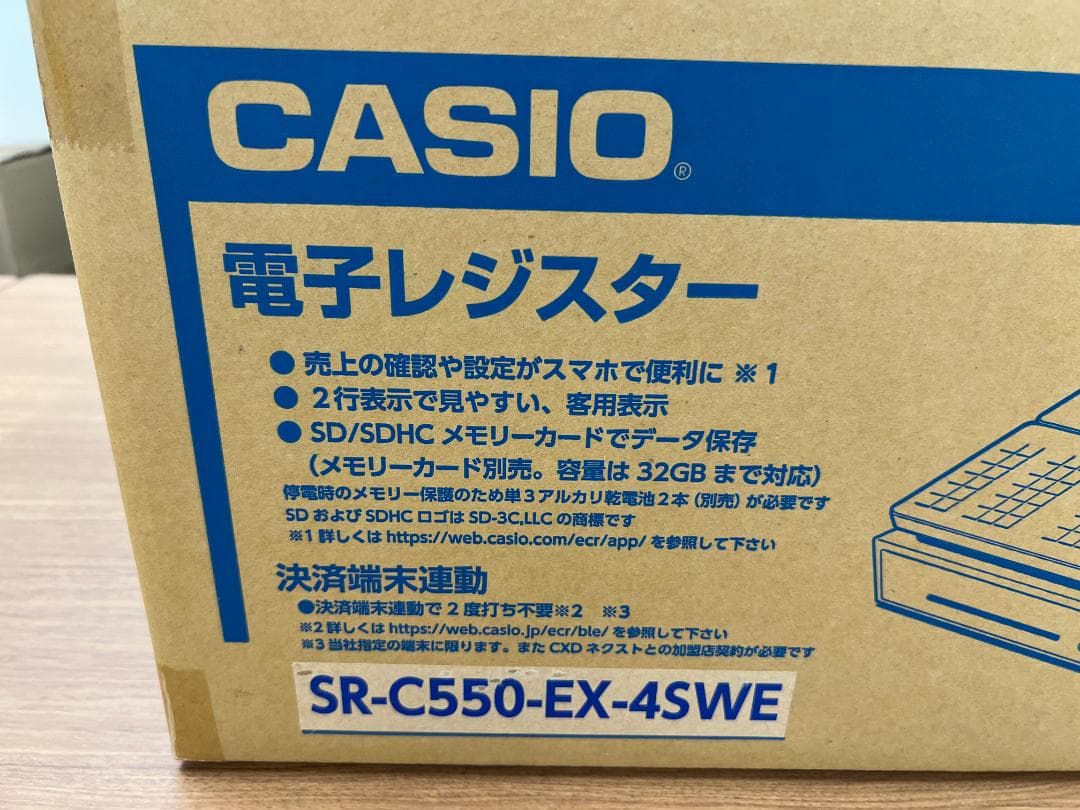 CASIO®
電子レジスター
● 売上の確認や設定がスマホで便利に ※1
● 2行表示で見やすい、客用表示
● SD/SDHC メモリーカードでデータ保存
（メモリーカード別売。容量は 32GB まで対応）
停電時のメモリー保護のため単3アルカリ乾電池2本（別売）が必要です
SD および SDHC ロゴは SD-3C,LLC の商標です
※1 詳しくは https://web.casio.com/ecr/app/ を参照して下さい
決済端末連動
●決済端末連動で2度打ち不要※2 ※3
※2 詳しくは https://web.casio.jp/ecr/ble/ を参照して下さい
※3 当社指定の端末に限ります。また CXD ネクストとの加盟店契約が必要です
SR-C550-EX-4SWE